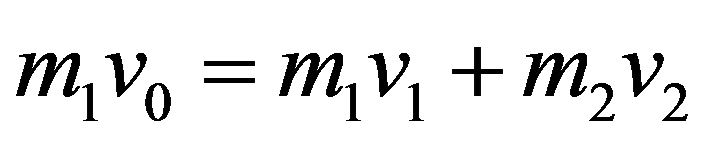 m₁v₀ = m₁v₁ + m₂v₂